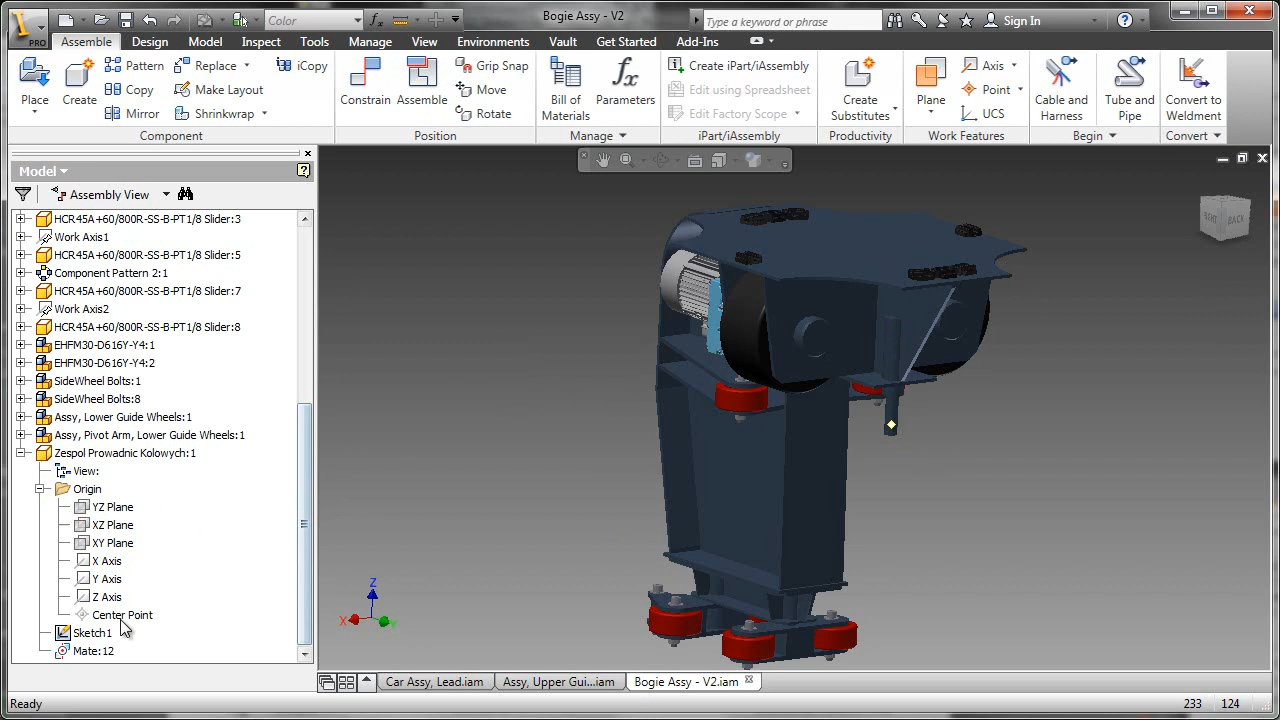 Color
Bogie Assy - V2
Type a keyword or phrase
Sign In
PRO
Assemble Design Model Inspect Tools Manage View Environments Vault Get Started Add-Ins
Place
Create
Pattern
Copy
Mirror
Replace
Make Layout
Shrinkwrap
iCopy
Component
Constrain
Assemble
Grip Snap
Move
Rotate
Position
Bill of
Materials
Parameters
Manage
Create iPart/iAssembly
Edit using Spreadsheet
Edit Factory Scope
iPart/iAssembly
Create
Substitutes
Productivity
Plane
Axis
Point
UCS
Work Features
Cable and
Harness
Tube and
Pipe
Begin
Convert to
Weldment
Convert
Model
Assembly View
HCR45A+60/800R-SS-B-PT1/8 Slider:3
Work Axis1
HCR45A+60/800R-SS-B-PT1/8 Slider:5
Component Pattern 2:1
HCR45A+60/800R-SS-B-PT1/8 Slider:7
Work Axis2
HCR45A+60/800R-SS-B-PT1/8 Slider:8
EHFM30-D616Y-Y4:1
EHFM30-D616Y-Y4:2
SideWheel Bolts:1
SideWheel Bolts:8
Assy, Lower Guide Wheels:1
Assy, Pivot Arm, Lower Guide Wheels:1
Zespol Prowadnic Kolowych:1
View:
Origin
YZ Plane
XZ Plane
XY Plane
X Axis
Y Axis
Z Axis
Center Point
Sketch1
Mate:12
RIGHT BACK
Z
X
Y
Car Assy, Lead.iam
Assy, Upper Gui...iam
Bogie Assy - V2.iam
Ready
233 124